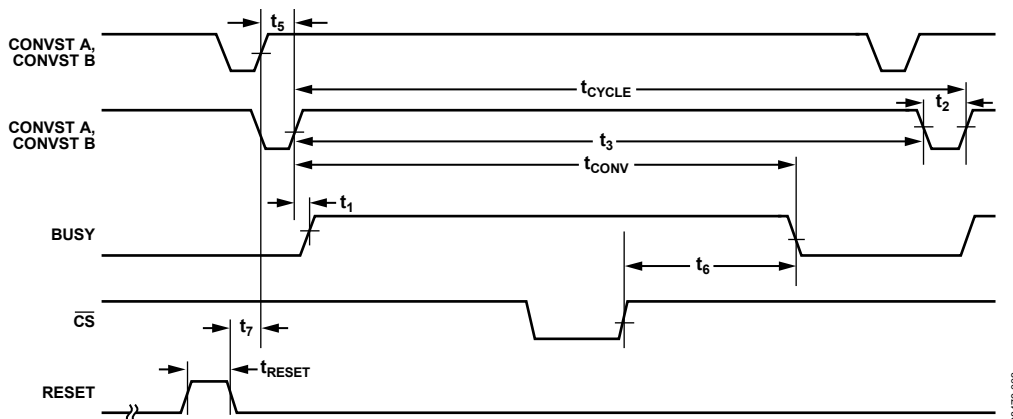 t5
CONVST A,
CONVST B
tCYCLE
t2
CONVST A,
CONVST B
t3
tCONV
t1
BUSY
t6
CS
t7
tRESET
RESET